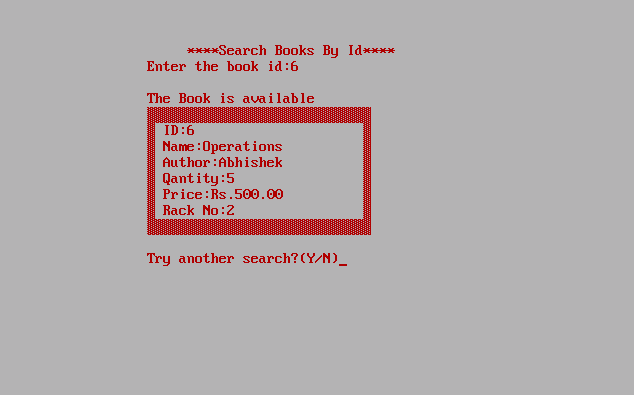 ****Search Books By Id****
Enter the book id:6
The Book is available
ID:6
Name:Operations
Author:Abhishek
Qantity:5
Price:Rs.500.00
Rack No:2
Try another search?(Y/N)_